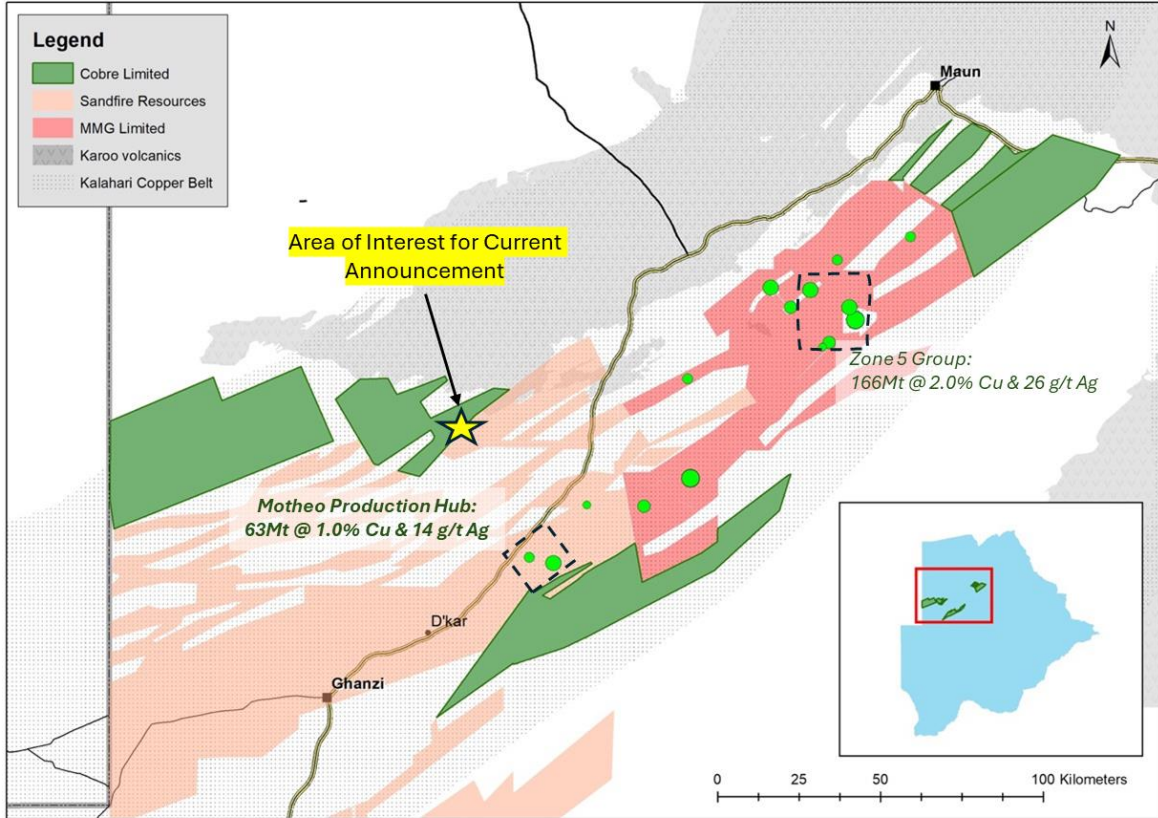 Legend
Cobre Limited
Sandfire Resources
MMG Limited
Karoo volcanics
Kalahari Copper Belt
N
Maun
Area of Interest for Current
Announcement
Zone 5 Group:
166Mt @ 2.0% Cu & 26 g/t Ag
Motheo Production Hub:
63Mt @ 1.0% Cu & 14 g/t Ag
D'kar
Ghanzi
0 25 50 100 Kilometers